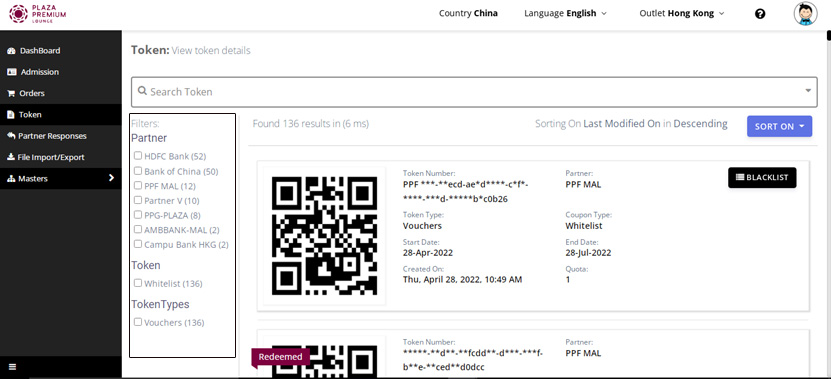 PLAZA
PREMIUM
LOUNGE
Country China
Language English
Outlet Hong Kong
DashBoard
Admission
Orders
Token
Partner Responses
File Import/Export
Masters
Token: View token details
Search Token
Filters:
Partner
HDFC Bank (52)
Bank of China (50)
PPF MAL (12)
Partner V (10)
PPG-PLAZA (8)
AMBBANK-MAL (2)
Campu Bank HKG (2)
Token
Whitelist (136)
TokenTypes
Vouchers (136)
Found 136 results in (6 ms)
Sorting On Last Modified On in Descending
SORT ON
Token Number:
PPF ***-**ecd-ae*d****-c*f*-
****-***d-*****b*c0b26
Partner:
PPF MAL
BLACKLIST
Token Type:
Vouchers
Coupon Type:
Whitelist
Start Date:
28-Apr-2022
End Date:
28-Jul-2022
Created On:
Thu, April 28, 2022, 10:49 AM
Quota:
1
Redeemed
Token Number:
*****-**d**-**fcdd**-d***-***f-
b**e-**ced**d0dcc
Partner:
PPF MAL